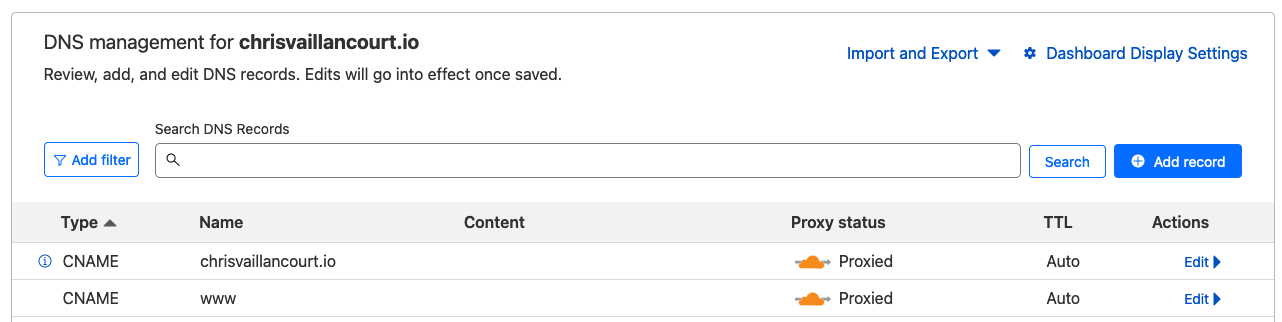 DNS management for chrisvaillancourt.io
Import and Export
Dashboard Display Settings
Review, add, and edit DNS records. Edits will go into effect once saved.
Search DNS Records
Add filter
Search
Add record
Type Name Content Proxy status TTL Actions
CNAME chrisvaillancourt.io Proxied Auto Edit
CNAME www Proxied Auto Edit